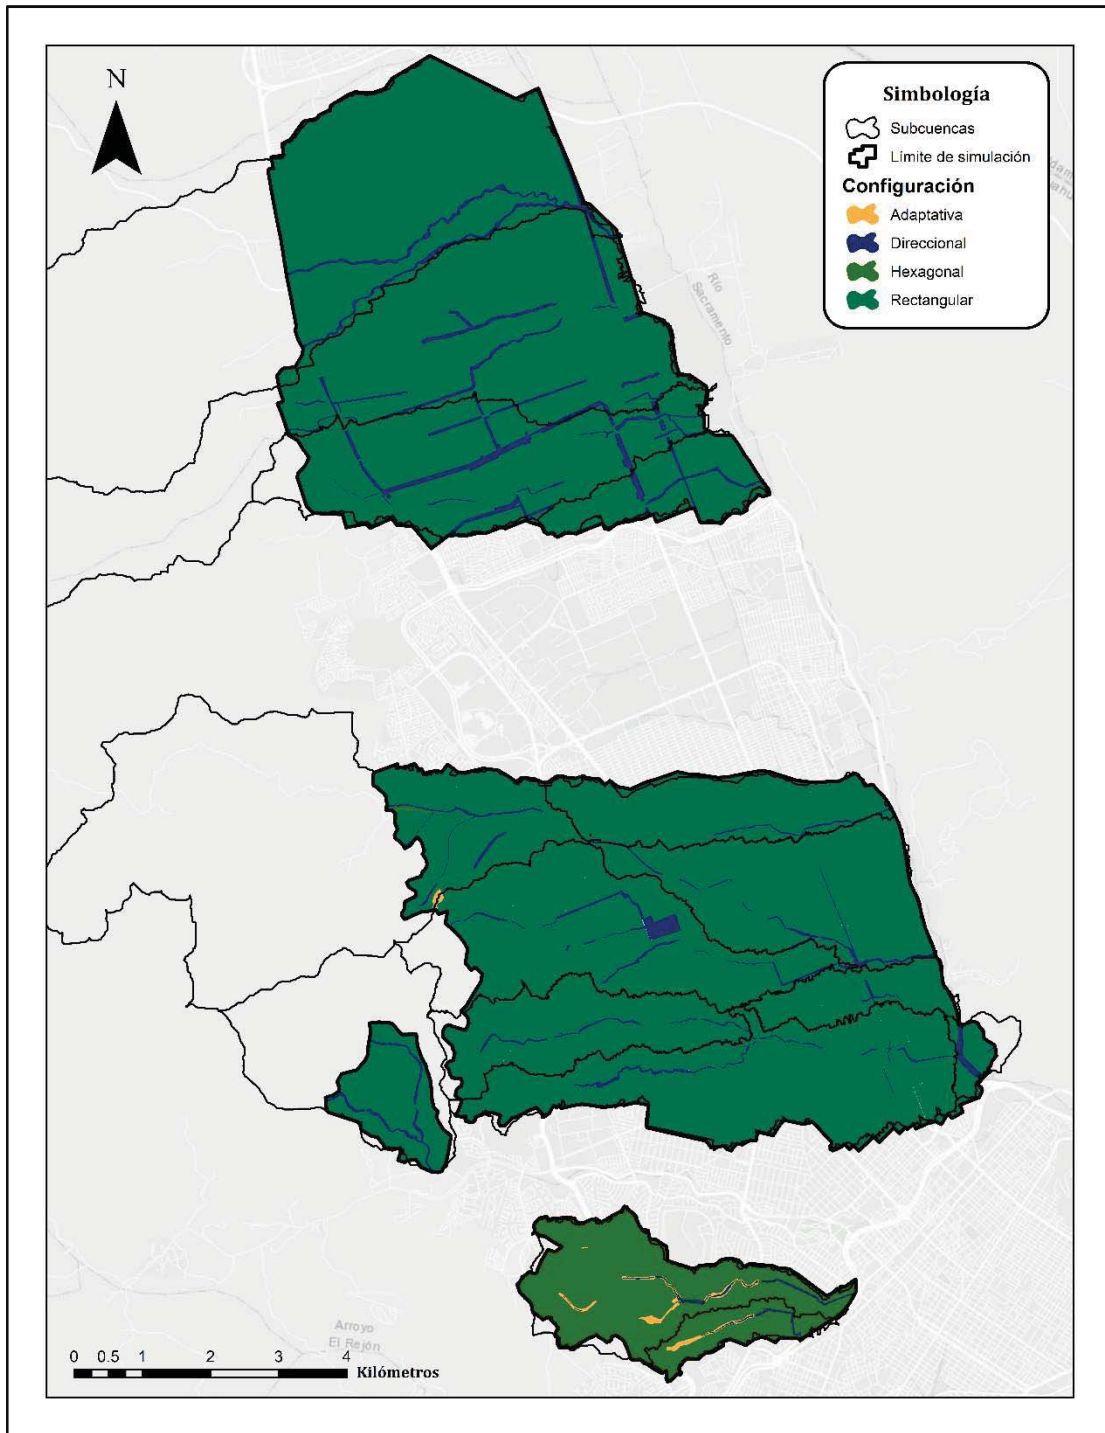 N
Simbología
Subcuencas
Límite de simulación
Configuración
Adaptativa
Direccional
Hexagonal
Rectangular
Río
Sacramento
Arroyo
El Rejón
0 0.5 1 2 3 4
Kilómetros